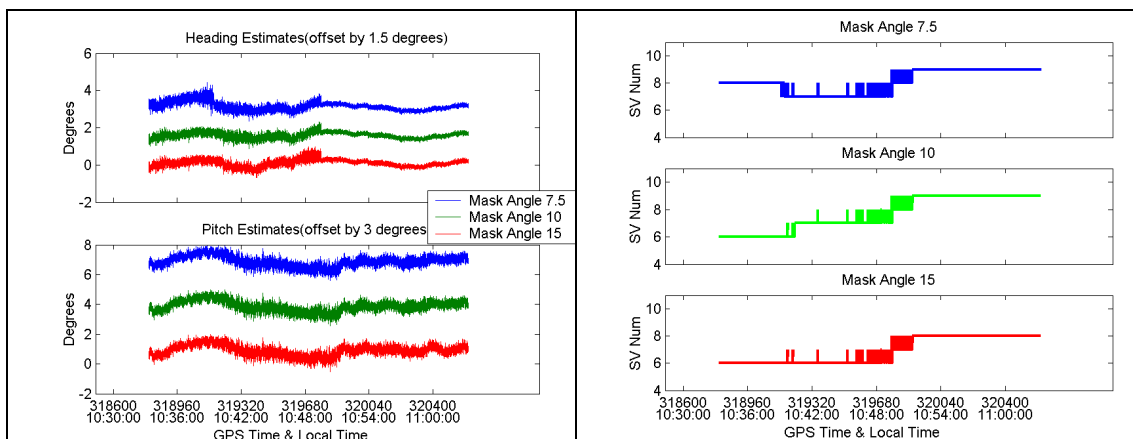 Heading Estimates(offset by 1.5 degrees)
6
4
2
0
-2
Degrees
Mask Angle 7.5
Mask Angle 10
Mask Angle 15
Pitch Estimates(offset by 3 degrees
8
6
4
2
0
Degrees
318600 318960 319320 319680 320040 320400
10:30:00 10:36:00 10:42:00 10:48:00 10:54:00 11:00:00
GPS Time & Local Time
Mask Angle 7.5
10
8
6
4
SV Num
Mask Angle 10
10
8
6
4
SV Num
Mask Angle 15
10
8
6
4
SV Num
318600 318960 319320 319680 320040 320400
10:30:00 10:36:00 10:42:00 10:48:00 10:54:00 11:00:00
GPS Time & Local Time